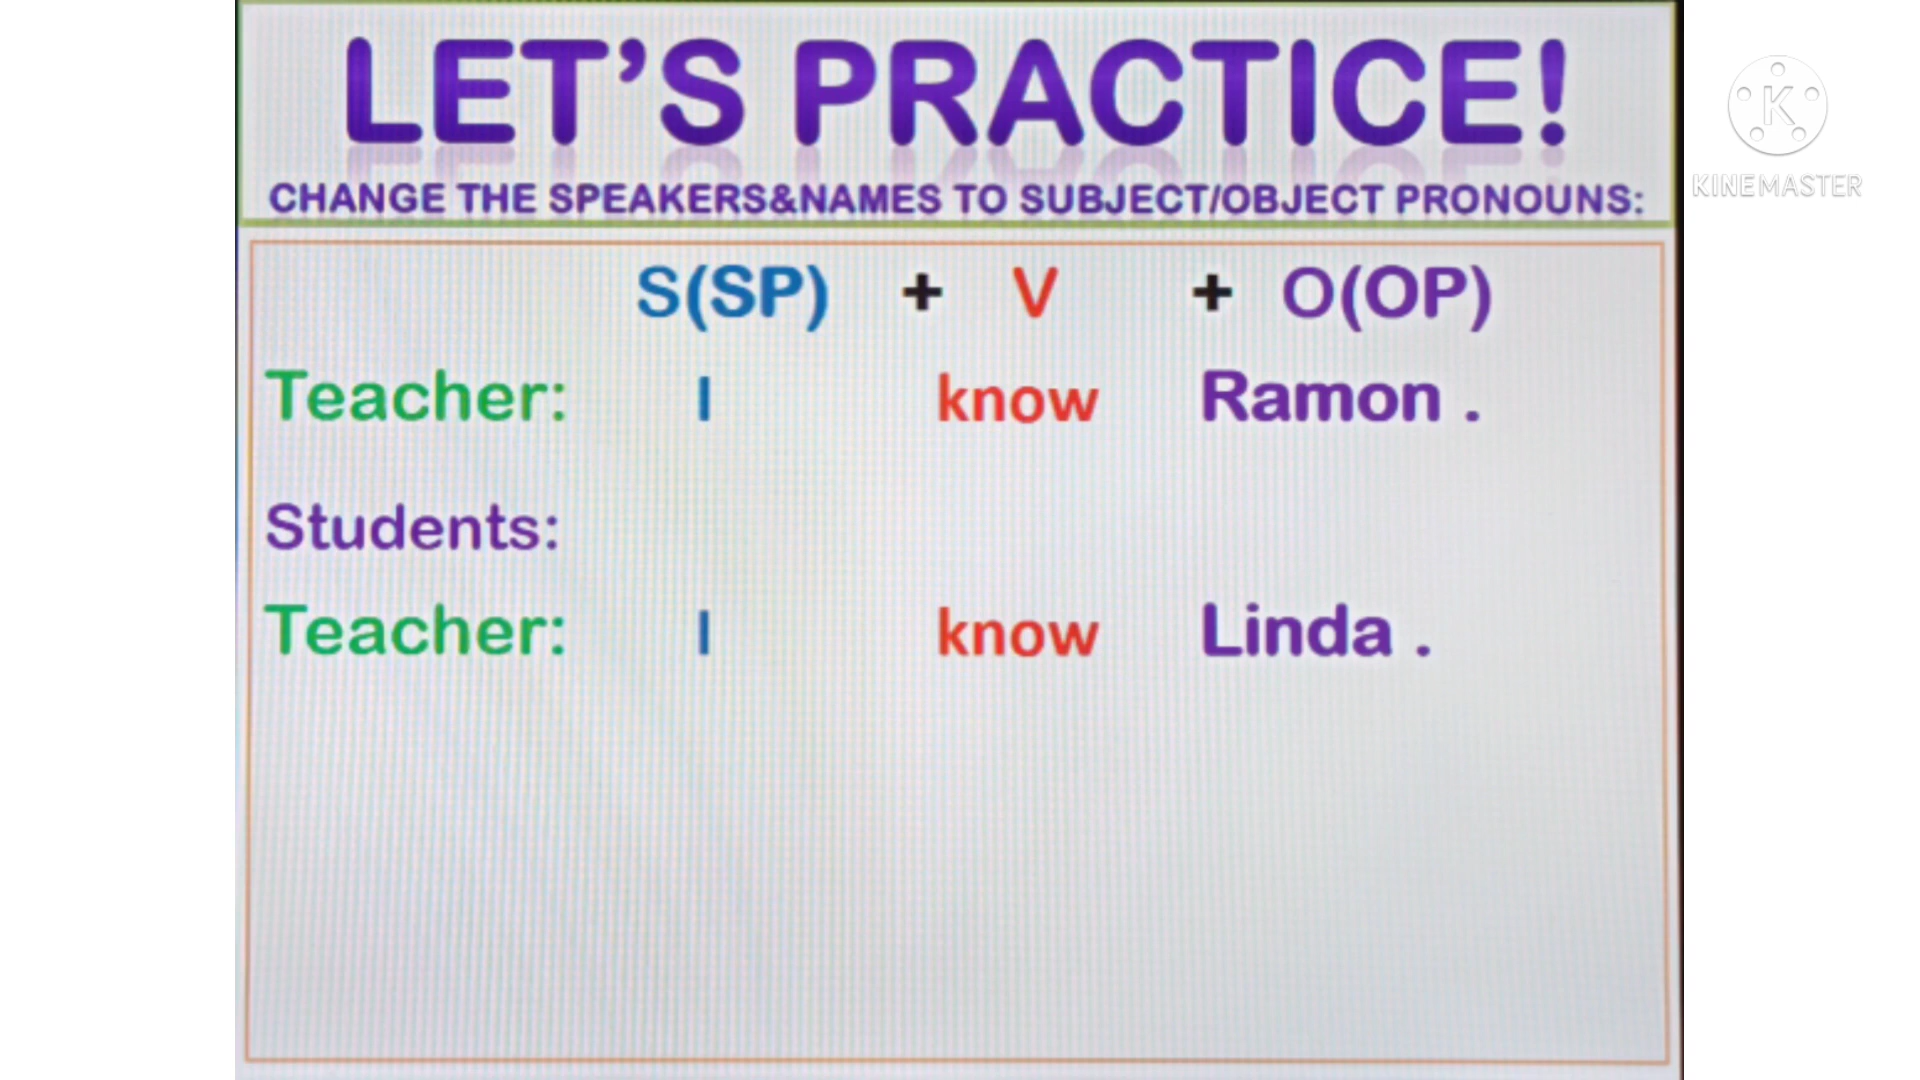 LET'S PRACTICE!
CHANGE THE SPEAKERS&NAMES TO SUBJECT/OBJECT PRONOUNS:
S(SP) + V + O(OP)
Teacher: I know Ramon .
Students:
Teacher: I know Linda .
K
KINEMASTER